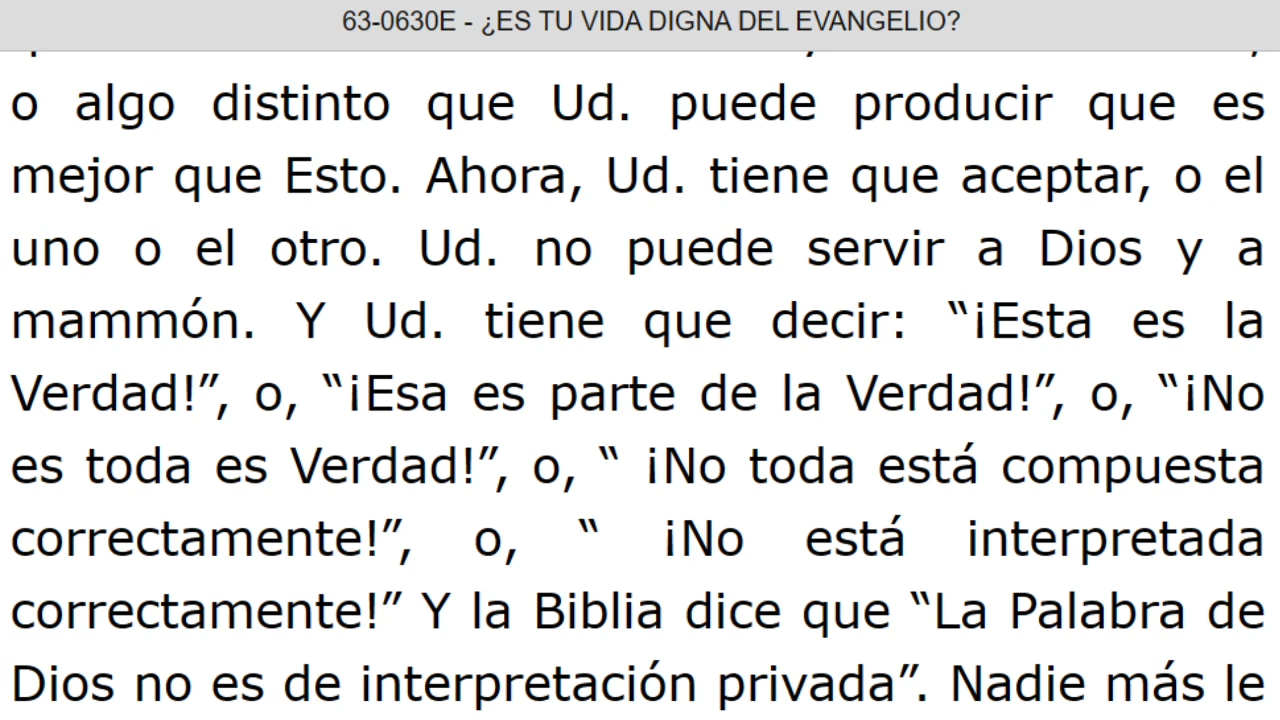 63-0630E - ¿ES TU VIDA DIGNA DEL EVANGELIO?
o algo distinto que Ud. puede producir que es
mejor que Esto. Ahora, Ud. tiene que aceptar, o el
uno o el otro. Ud. no puede servir a Dios y a
mammón. Y Ud. tiene que decir: “¡Esta es la
Verdad!”, o, “¡Esa es parte de la Verdad!”, o, “¡No
es toda es Verdad!”, o, “ ¡No toda está compuesta
correctamente!”, o, “ ¡No está interpretada
correctamente!” Y la Biblia dice que “La Palabra de
Dios no es de interpretación privada”. Nadie más le